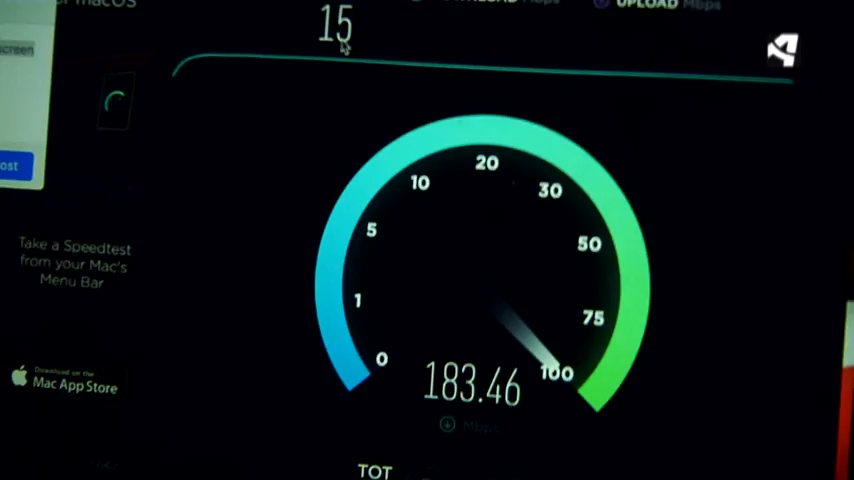 15
UPLOAD Mbps
screen
ost
20
10
30
5
50
1
75
0
100
183.46
Mbps
Take a Speedtest
from your Mac's
Menu Bar
Download on the
Mac App Store
TOT